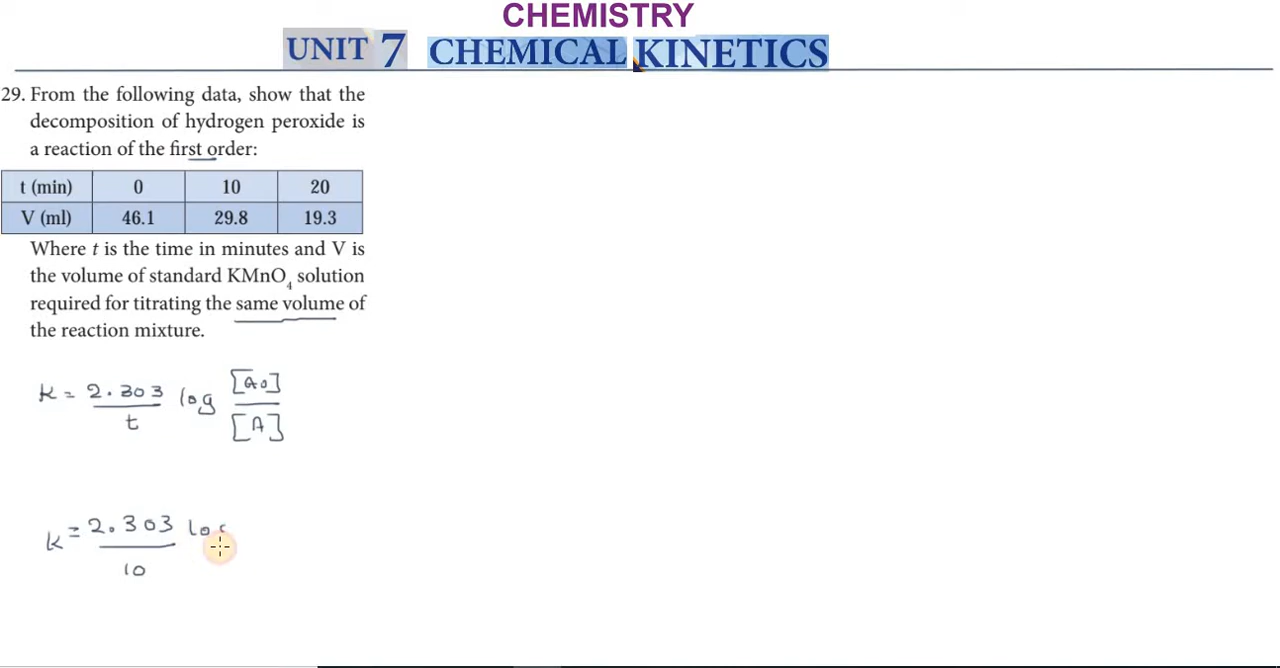 CHEMISTRY
UNIT 7 CHEMICAL KINETICS
29. From the following data, show that the
decomposition of hydrogen peroxide is
a reaction of the first order:
t (min) 0 10 20
V (ml) 46.1 29.8 19.3
Where t is the time in minutes and V is
the volume of standard KMnO₄ solution
required for titrating the same volume of
the reaction mixture.
K = 2.303/t log [A0]/[A]
K = 2.303/10 log